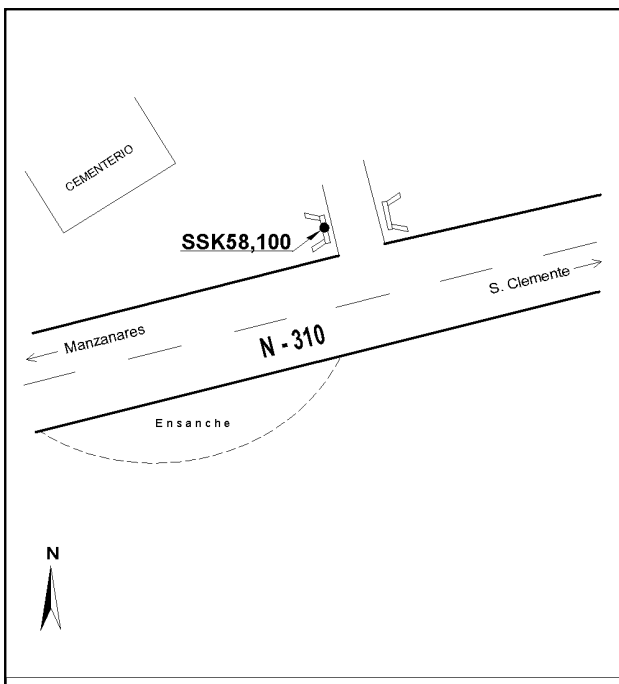 CEMENTERIO
SSK58,100
S. Clemente
Manzanares
N - 310
Ensanche
N